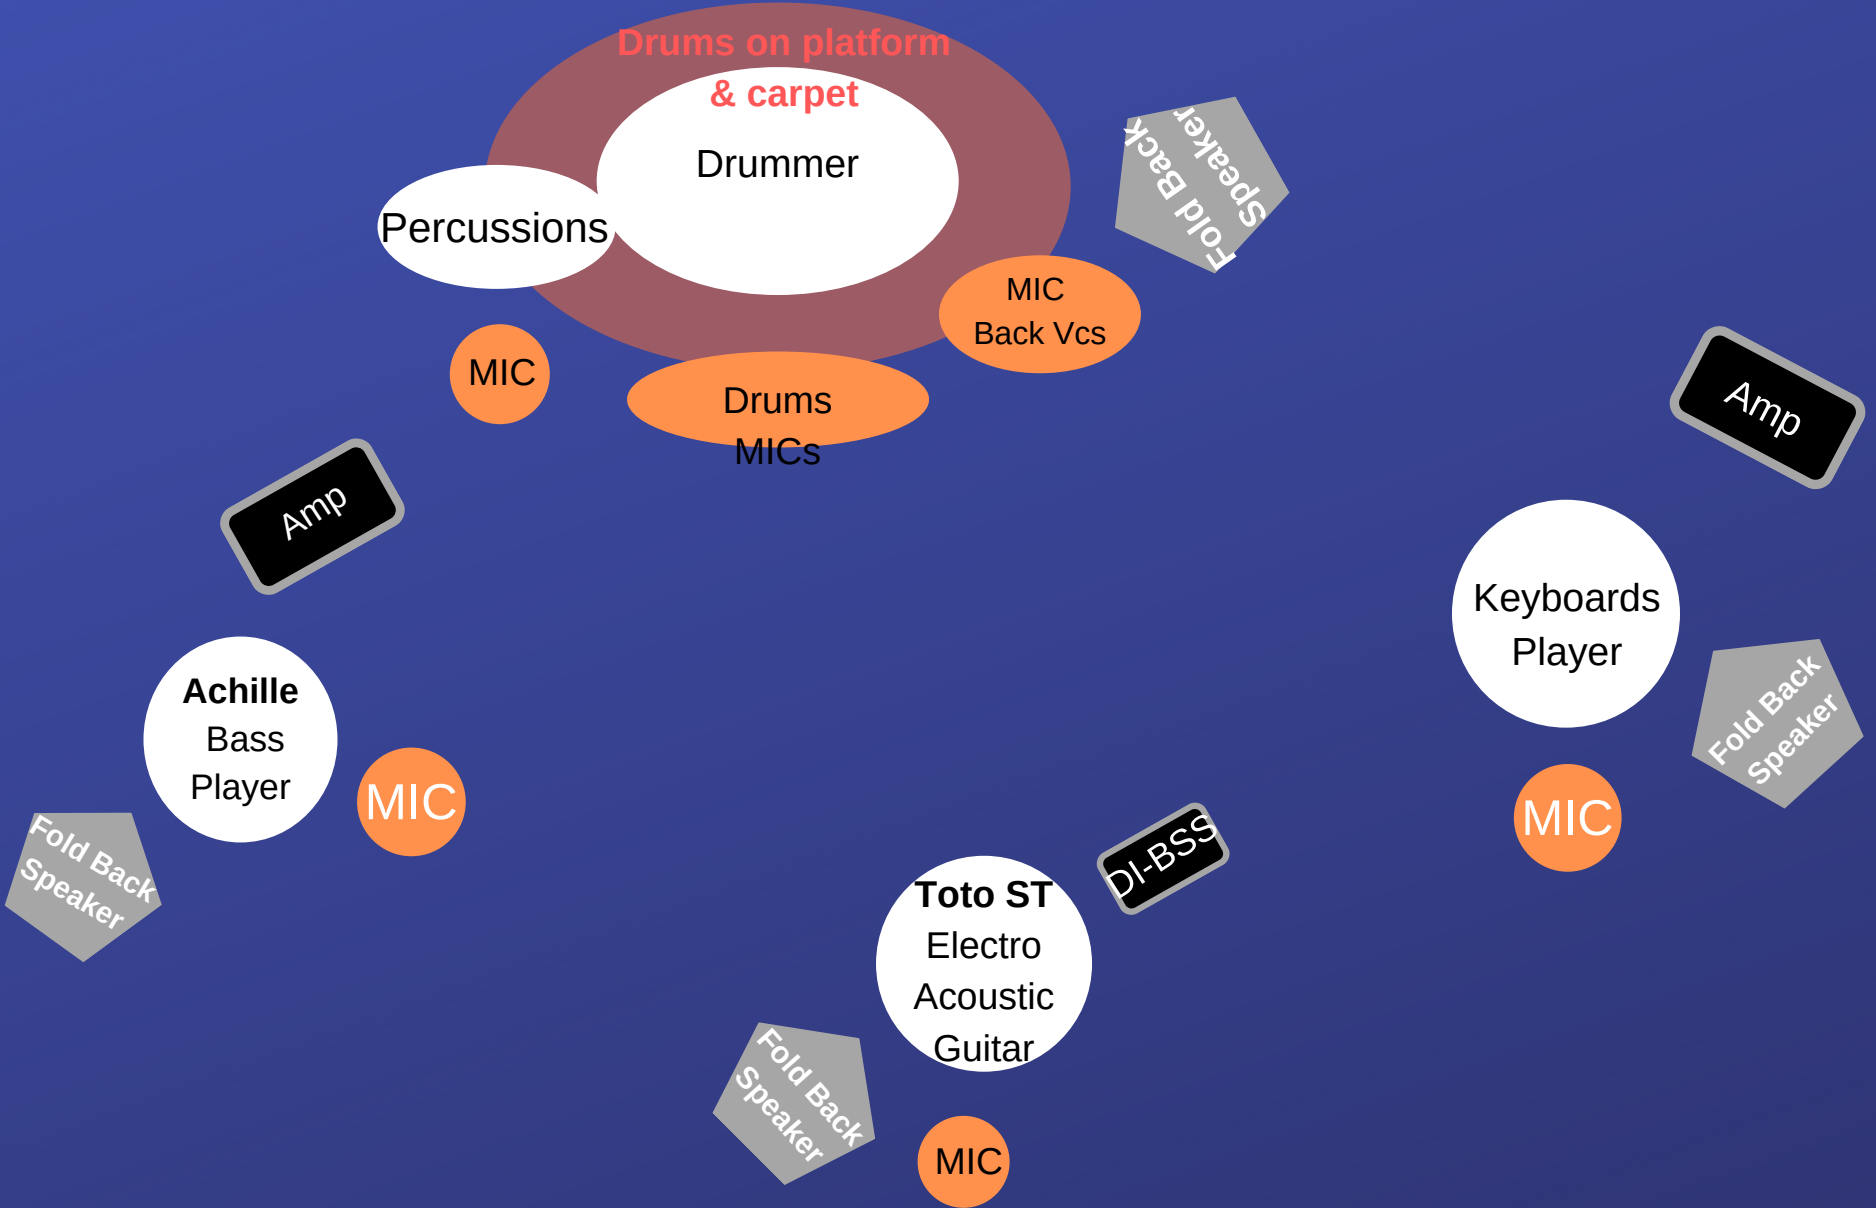 Drums on platform
& carpet
Drummer
Fold Back
Speaker
Percussions
MIC
Back Vcs
MIC
Drums
MICs
Amp
Amp
Keyboards
Player
Achille
Bass
Player
MIC
Fold Back
Speaker
Fold Back
Speaker
MIC
DI-BSS
Toto ST
Electro
Acoustic
Guitar
Fold Back
Speaker
MIC